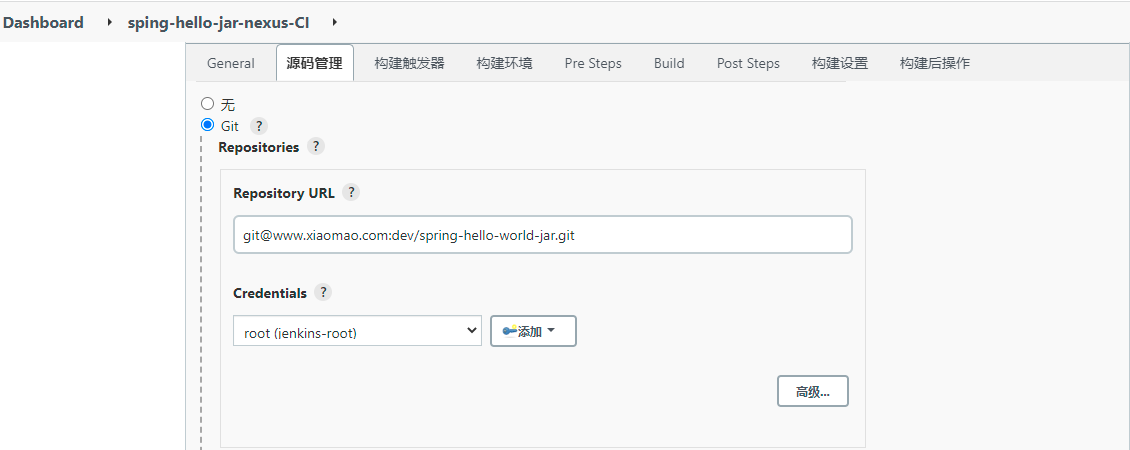 Dashboard sping-hello-jar-nexus-CI
General 源码管理 构建触发器 构建环境 Pre Steps Build Post Steps 构建设置 构建后操作
无
Git ?
Repositories ?
Repository URL ?
git@www.xiaomao.com:dev/spring-hello-world-jar.git
Credentials ?
root (jenkins-root) 添加
高级...